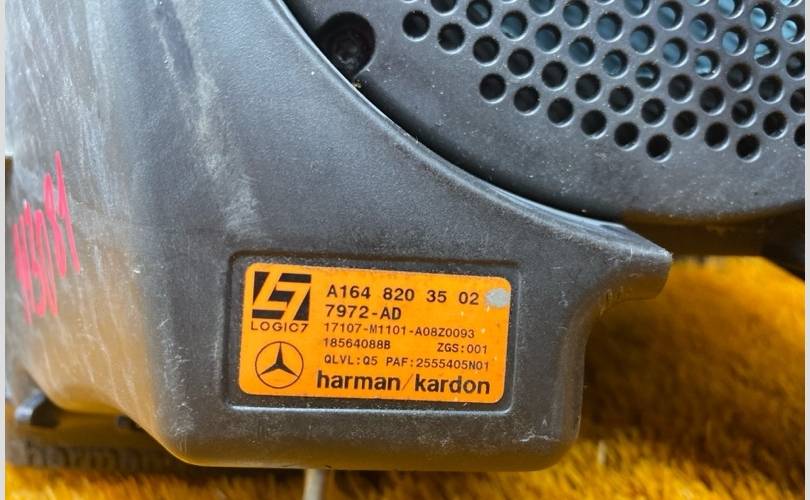 A164 820 35 02
7972-AD
LOGIC7
17107-M1101-A08Z0093
18564088B ZGS:001
QLVL:Q5 PAF:2555405N01
harman/kardon
harman